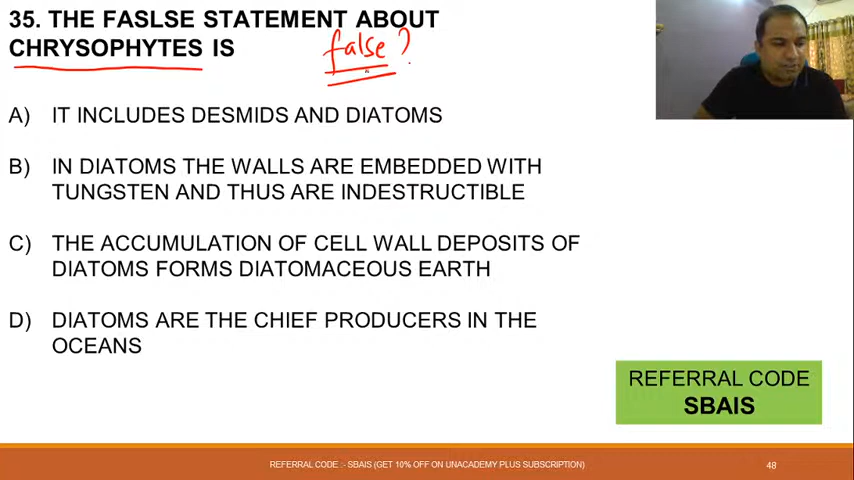 35. THE FASLSE STATEMENT ABOUT
CHRYSOPHYTES IS
false?
A) IT INCLUDES DESMIDS AND DIATOMS
B) IN DIATOMS THE WALLS ARE EMBEDDED WITH
TUNGSTEN AND THUS ARE INDESTRUCTIBLE
C) THE ACCUMULATION OF CELL WALL DEPOSITS OF
DIATOMS FORMS DIATOMACEOUS EARTH
D) DIATOMS ARE THE CHIEF PRODUCERS IN THE
OCEANS
REFERRAL CODE
SBAIS
REFERRAL CODE :- SBAIS (GET 10% OFF ON UNACADEMY PLUS SUBSCRIPTION)
48